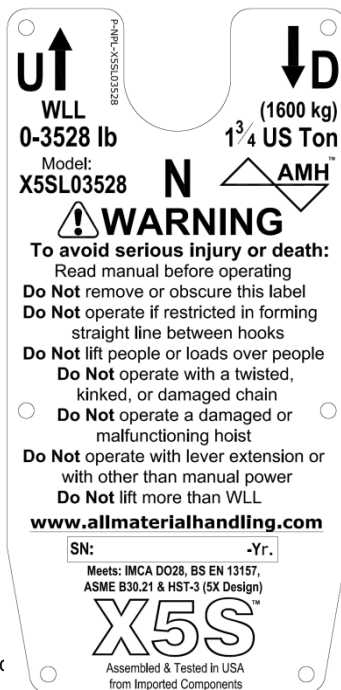 P-NPL-X5SL03528
U
D
WLL
0-3528 lb
(1600 kg)
1 3/4 US Ton
Model:
X5SL03528
N
AMH™
WARNING
To avoid serious injury or death:
Read manual before operating
Do Not remove or obscure this label
Do Not operate if restricted in forming
straight line between hooks
Do Not lift people or loads over people
Do Not operate with a twisted,
kinked, or damaged chain
Do Not operate a damaged or
malfunctioning hoist
Do Not operate with lever extension or
with other than manual power
Do Not lift more than WLL
www.allmaterialhandling.com
SN: -Yr.
Meets: IMCA DO28, BS EN 13157,
ASME B30.21 & HST-3 (5X Design)
X5S™
Assembled & Tested in USA
from Imported Components